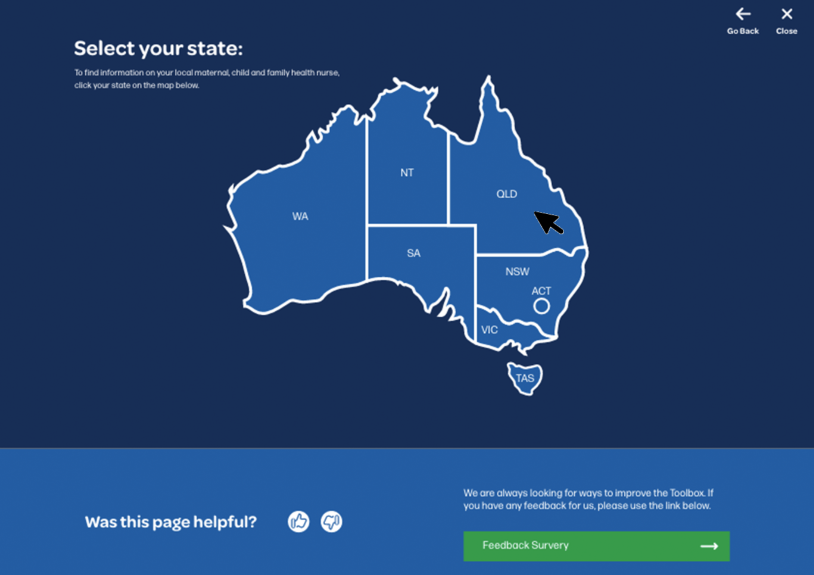 Go Back
Close
Select your state:
To find information on your local maternal, child and family health nurse,
click your state on the map below.
NT
QLD
WA
SA
NSW
ACT
VIC
TAS
We are always looking for ways to improve the Toolbox. If
you have any feedback for us, please use the link below.
Was this page helpful?
Feedback Survery